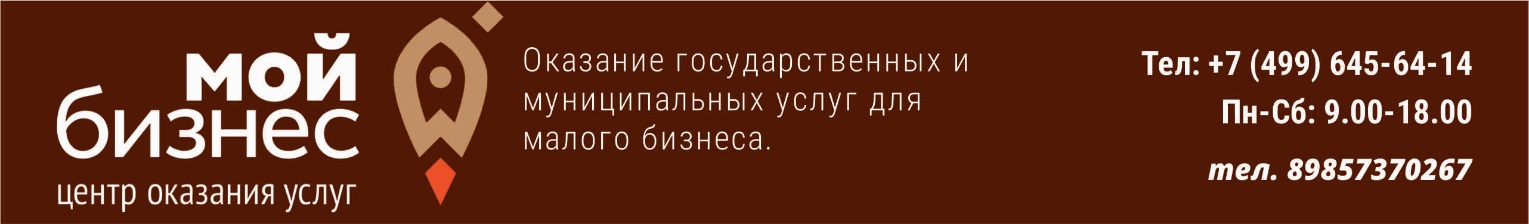 мой
бизнес
центр оказания услуг
Оказание государственных и
муниципальных услуг для
малого бизнеса.
Тел: +7 (499) 645-64-14
Пн-Сб: 9.00-18.00
тел. 89857370267